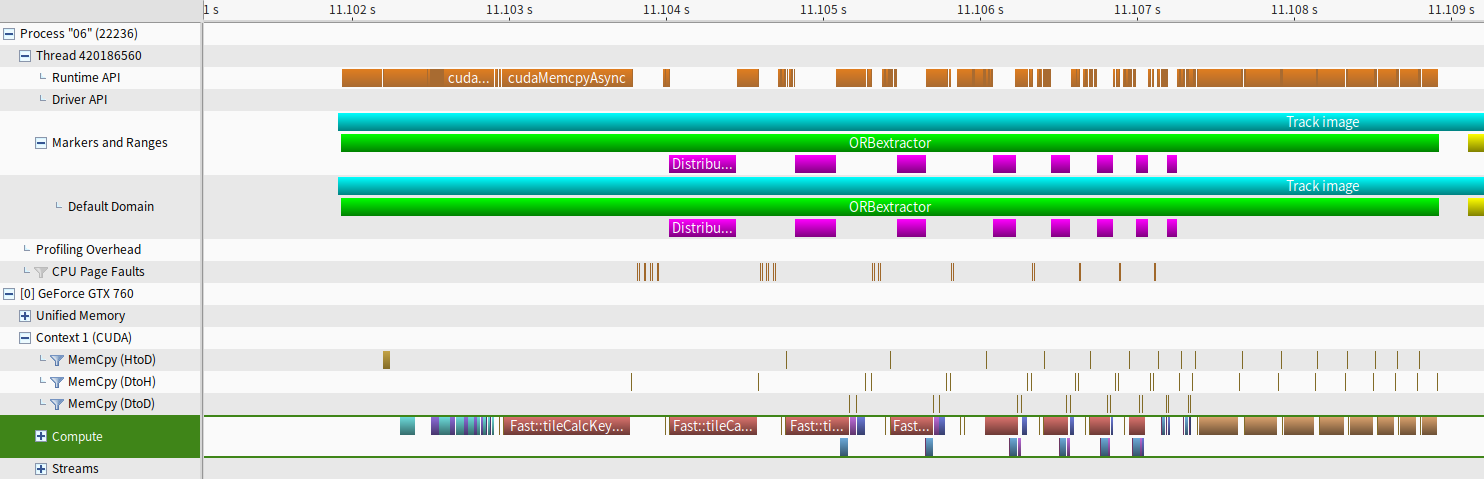 1 s 11.102 s 11.103 s 11.104 s 11.105 s 11.106 s 11.107 s 11.108 s 11.109 s
Process "06" (22236)
Thread 420186560
Runtime API cuda... cudaMemcpyAsync
Driver API
Track image
Markers and Ranges ORBextractor
Distribu...
Track image
Default Domain ORBextractor
Distribu...
Profiling Overhead
CPU Page Faults
[0] GeForce GTX 760
Unified Memory
Context 1 (CUDA)
MemCpy (HtoD)
MemCpy (DtoH)
MemCpy (DtoD)
Fast::tileCalcKey... Fast::tileCa... Fast::ti... Fast...
Compute
Streams